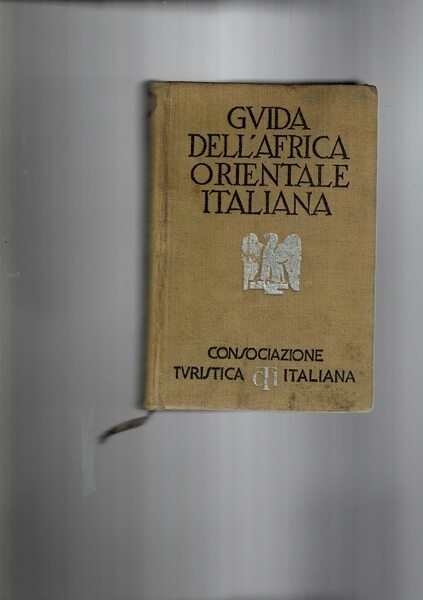 GVIDA
DELL'AFRICA
ORIENTALE
ITALIANA
CONSOCIAZIONE
TVRISTICA CTI ITALIANA